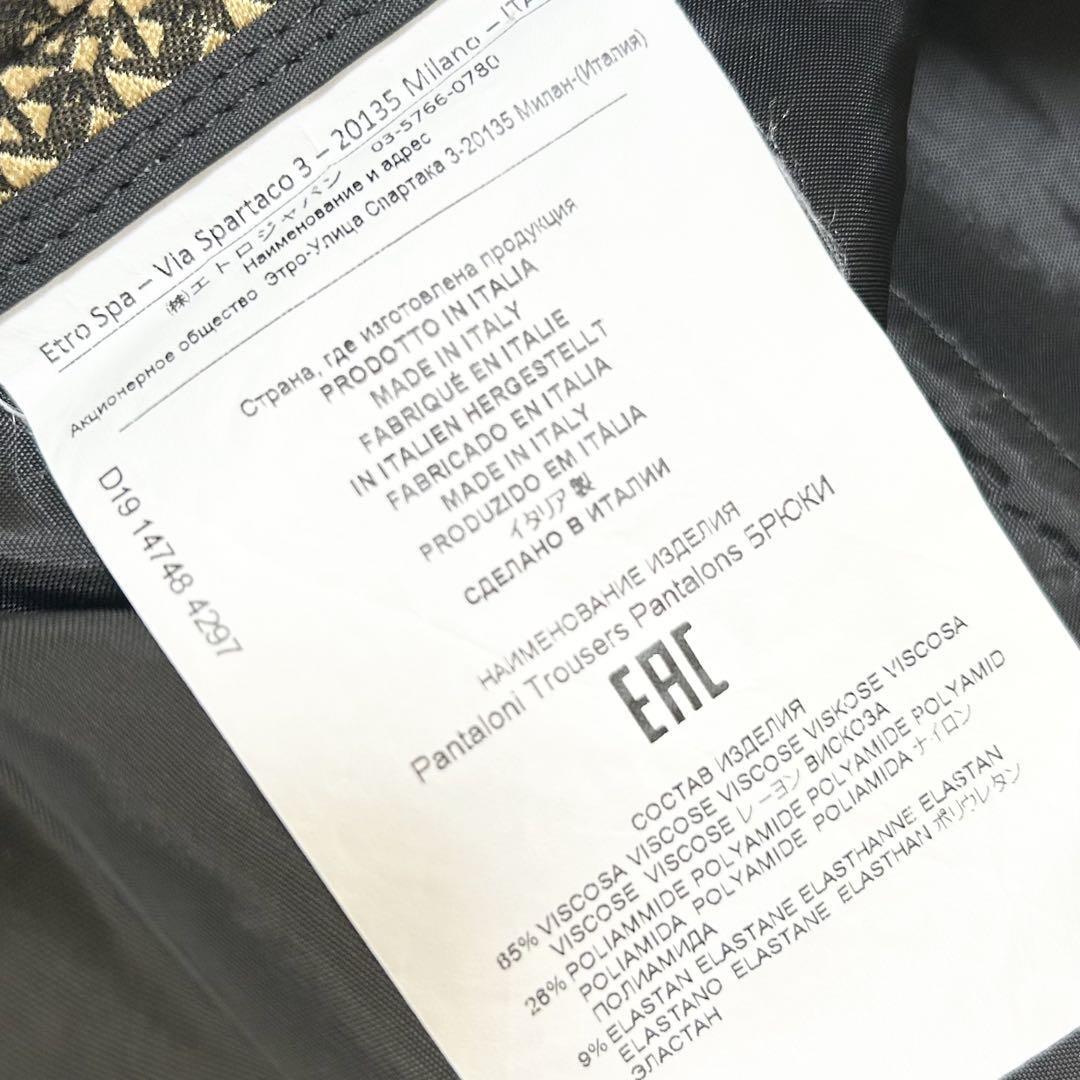 Etro Spa – Via Spartaco 3 – 20135 Milano – ITA
(株)エトロジャパン 03-5766-0780
Наименование и адрес
Акционерное общество Этро-Улица Спартака 3-20135 Милан-(Италия)
Страна, где изготовлена продукция
PRODOTTO IN ITALIA
MADE IN ITALY
FABRIQUÉ EN ITALIE
IN ITALIEN HERGESTELLT
FABRICADO EN ITALIA
MADE IN ITALY
PRODUZIDO EM ITÁLIA
イタリア製
СДЕЛАНО В ИТАЛИИ
D19 14748 4297
НАИМЕНОВАНИЕ ИЗДЕЛИЯ
Pantaloni Trousers Pantalons 5РЮКИ
EAC
СОСТАВ ИЗДЕЛИЯ
65% VISCOSA VISCOSE VISCOSE VISKOSE VISCOSA
VISCOSE VISCOSE レーヨン ВИСКОЗА
26% POLIAMMIDE POLYAMIDE POLYAMIDE POLYAMID
POLIAMIDA POLYAMIDE POLIAMIDA ナイロン
ПОЛИАМИДА
9% ELASTAN ELASTANE ELASTHANNE ELASTAN
ELASTANO ELASTANE ELASTHAN ポリウレタン
ЭЛАСТАН